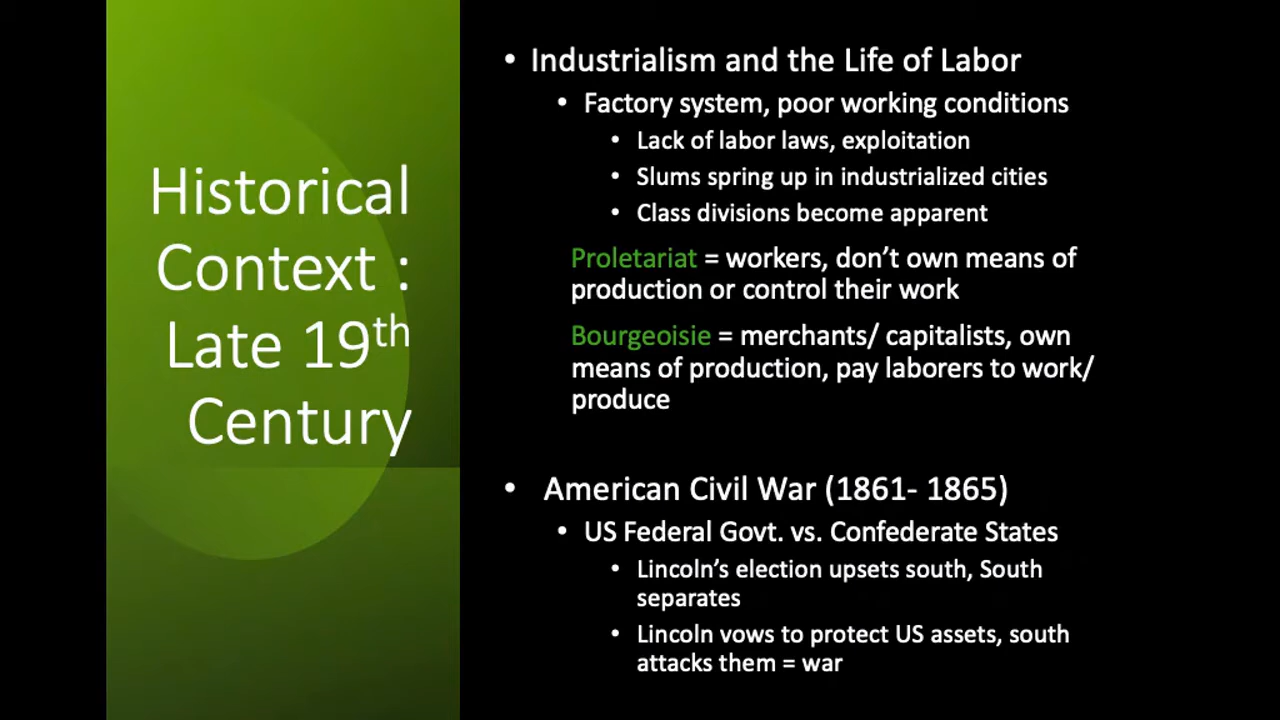 Historical
Context :
Late 19th
Century
• Industrialism and the Life of Labor
• Factory system, poor working conditions
• Lack of labor laws, exploitation
• Slums spring up in industrialized cities
• Class divisions become apparent
Proletariat = workers, don’t own means of
production or control their work
Bourgeoisie = merchants/ capitalists, own
means of production, pay laborers to work/
produce
• American Civil War (1861- 1865)
• US Federal Govt. vs. Confederate States
• Lincoln’s election upsets south, South
separates
• Lincoln vows to protect US assets, south
attacks them = war